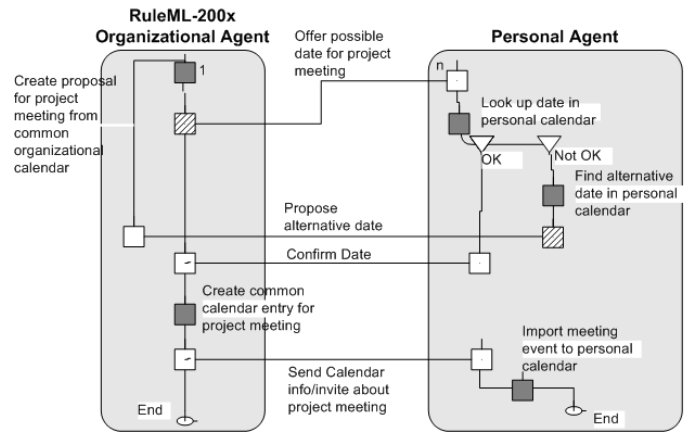 RuleML-200x
Organizational Agent
Offer possible
date for project
meeting
Personal Agent
Create proposal
for project
meeting from
common
organizational
calendar
1
n
Look up date in
personal calendar
OK
Not OK
Find alternative
date in personal
calendar
Propose
alternative date
Confirm Date
Create common
calendar entry for
project meeting
Import meeting
event to personal
calendar
Send Calendar
info/invite about
project meeting
End
End